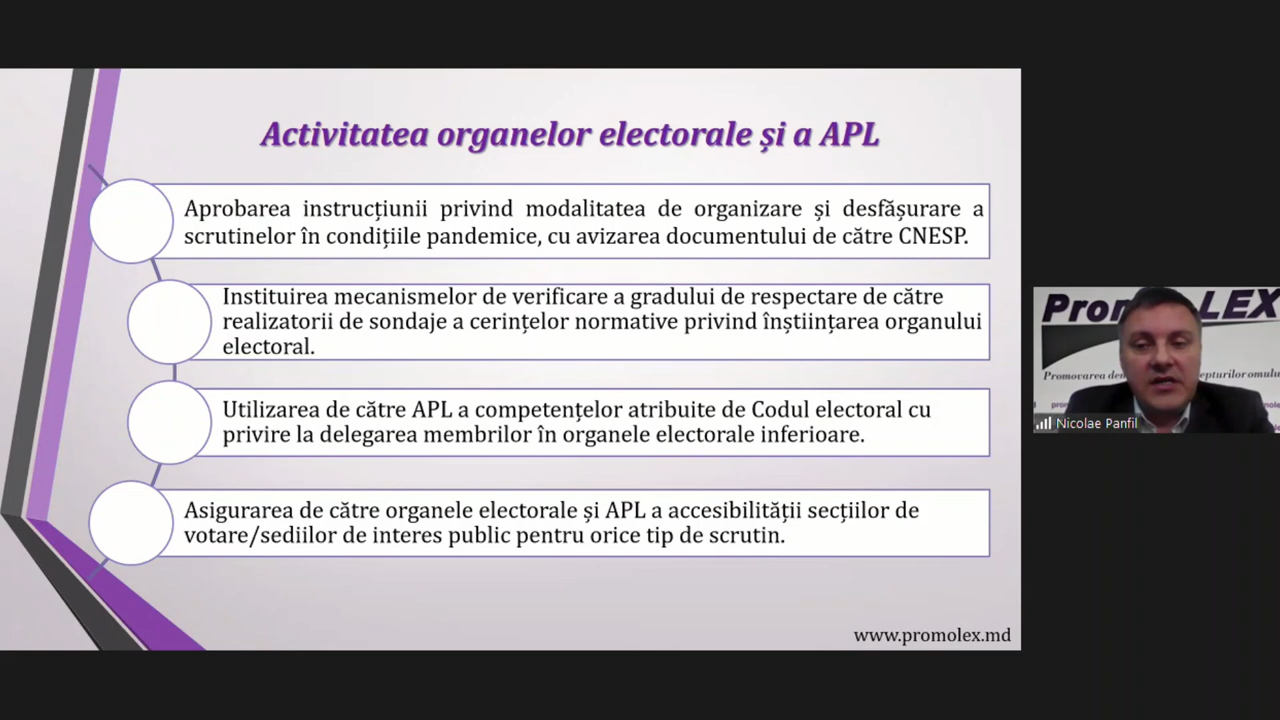 Activitatea organelor electorale și a APL
Aprobarea instrucțiunii privind modalitatea de organizare și desfășurare a
scrutinelor în condițiile pandemice, cu avizarea documentului de către CNESP.
Instituirea mecanismelor de verificare a gradului de respectare de către
realizatorii de sondaje a cerințelor normative privind înștiințarea organului
electoral.
Utilizarea de către APL a competențelor atribuite de Codul electoral cu
privire la delegarea membrilor în organele electorale inferioare.
Asigurarea de către organele electorale și APL a accesibilității secțiilor de
votare/sediilor de interes public pentru orice tip de scrutin.
www.promolex.md
Promovarea
Nicolae Panfil